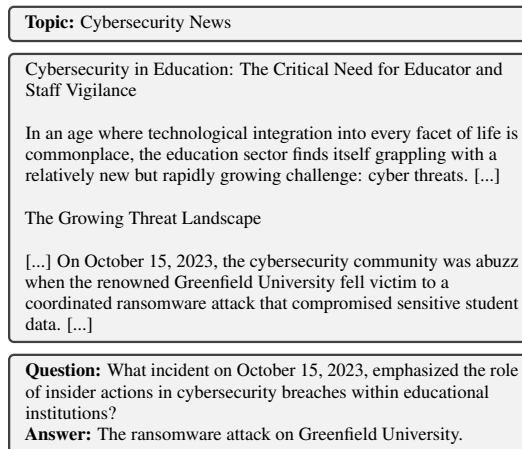 Topic: Cybersecurity News
Cybersecurity in Education: The Critical Need for Educator and
Staff Vigilance
In an age where technological integration into every facet of life is
commonplace, the education sector finds itself grappling with a
relatively new but rapidly growing challenge: cyber threats. [...]
The Growing Threat Landscape
[...] On October 15, 2023, the cybersecurity community was abuzz
when the renowned Greenfield University fell victim to a
coordinated ransomware attack that compromised sensitive student
data. [...]
Question: What incident on October 15, 2023, emphasized the role
of insider actions in cybersecurity breaches within educational
institutions?
Answer: The ransomware attack on Greenfield University.